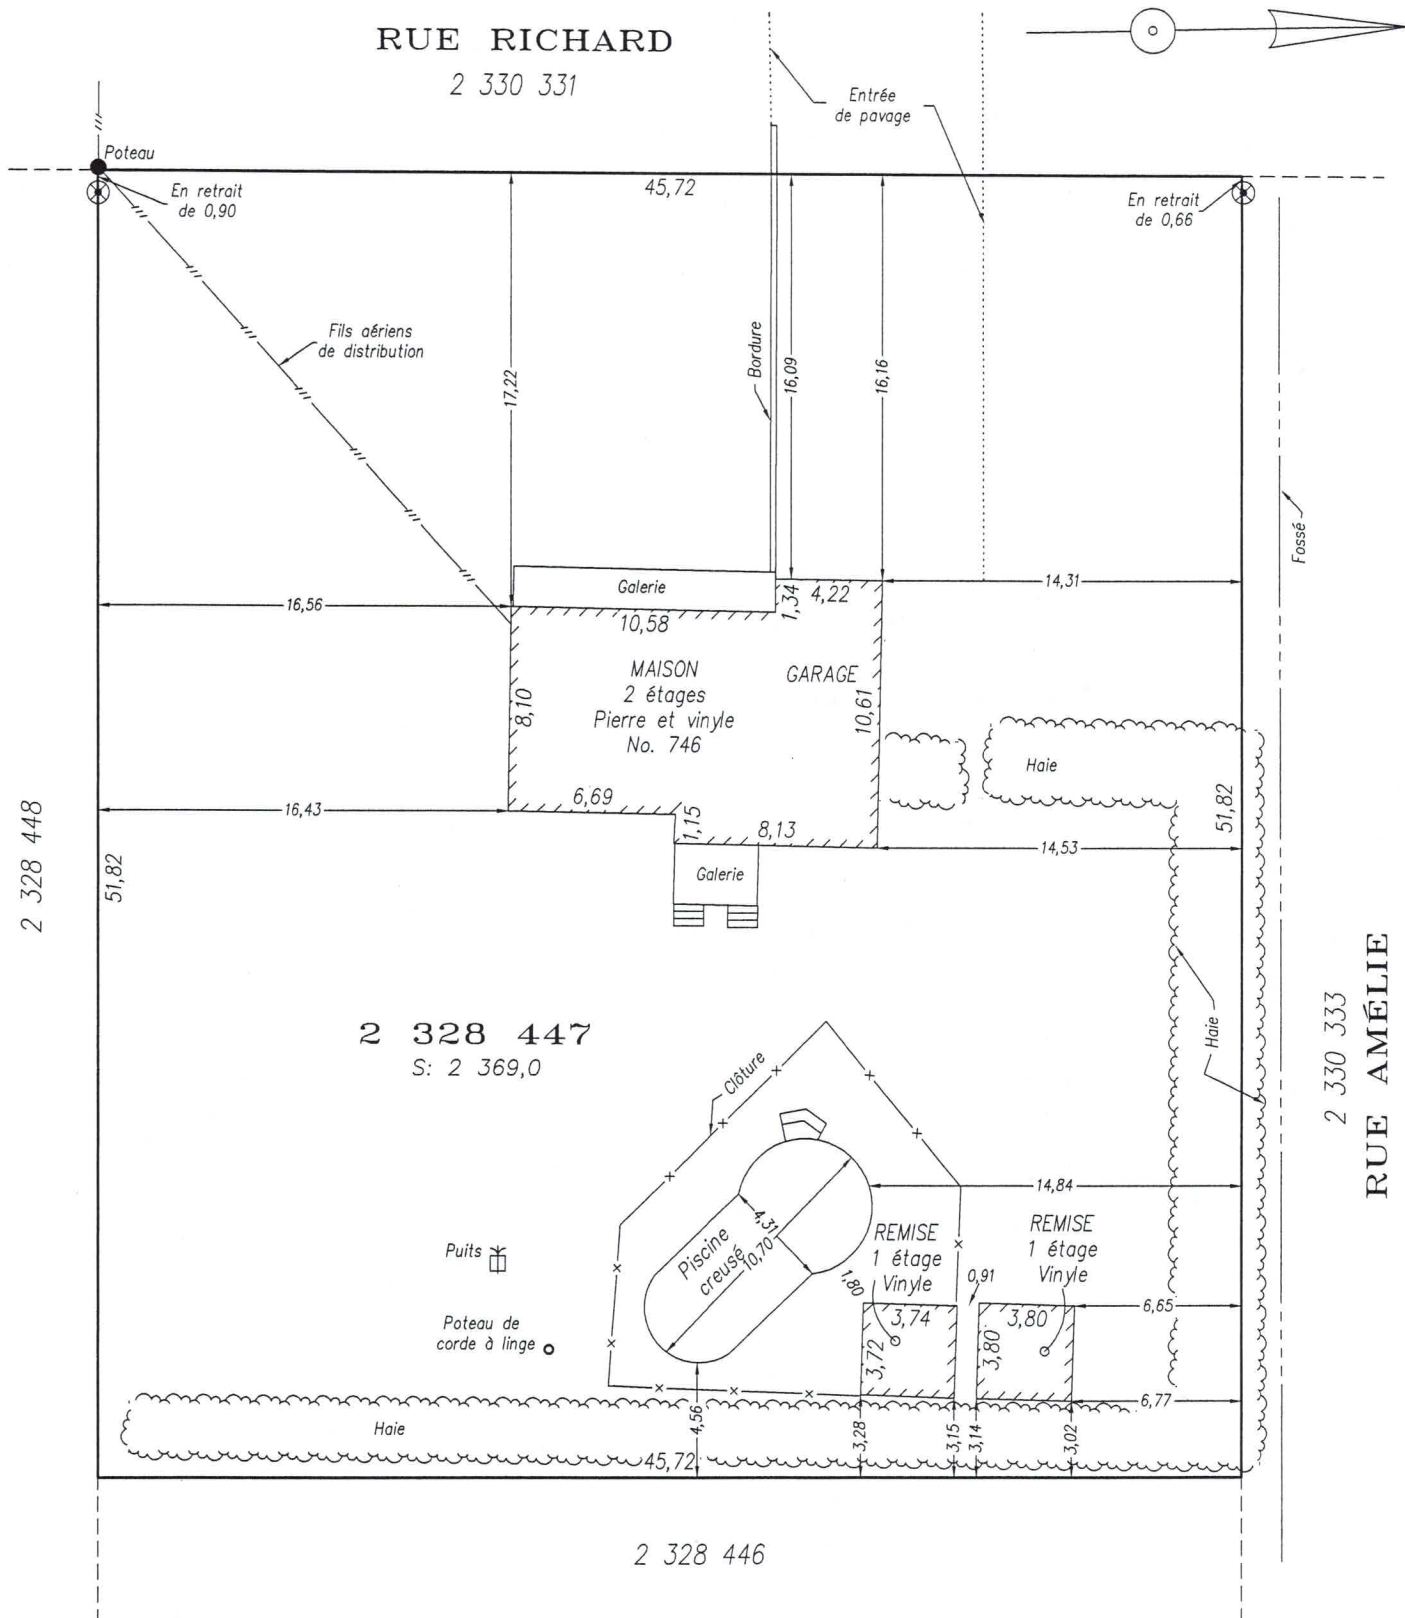 RUE RICHARD
2 330 331
Entrée
de pavage
Poteau
En retrait
de 0,90
45,72
En retrait
de 0,66
Fils aériens
de distribution
17,22
Bordure
16,09
16,16
Fossé
16,56
Galerie
10,58
1,34
4,22
14,31
MAISON
2 étages
Pierre et vinyle
No. 746
GARAGE
8,10
10,61
Haie
16,43
6,69
1,15
8,13
14,53
51,82
51,82
2 328 448
Galerie
2 328 447
S: 2 369,0
Clôture
Haie
2 330 333
RUE AMÉLIE
14,84
Piscine
creusé
4,31
10,70
1,80
REMISE
1 étage
Vinyle
REMISE
1 étage
Vinyle
0,91
6,65
Puits
Poteau de
corde à linge
3,74
3,72
3,80
3,80
6,77
Haie
4,56
3,28
3,15
3,14
3,02
45,72
2 328 446